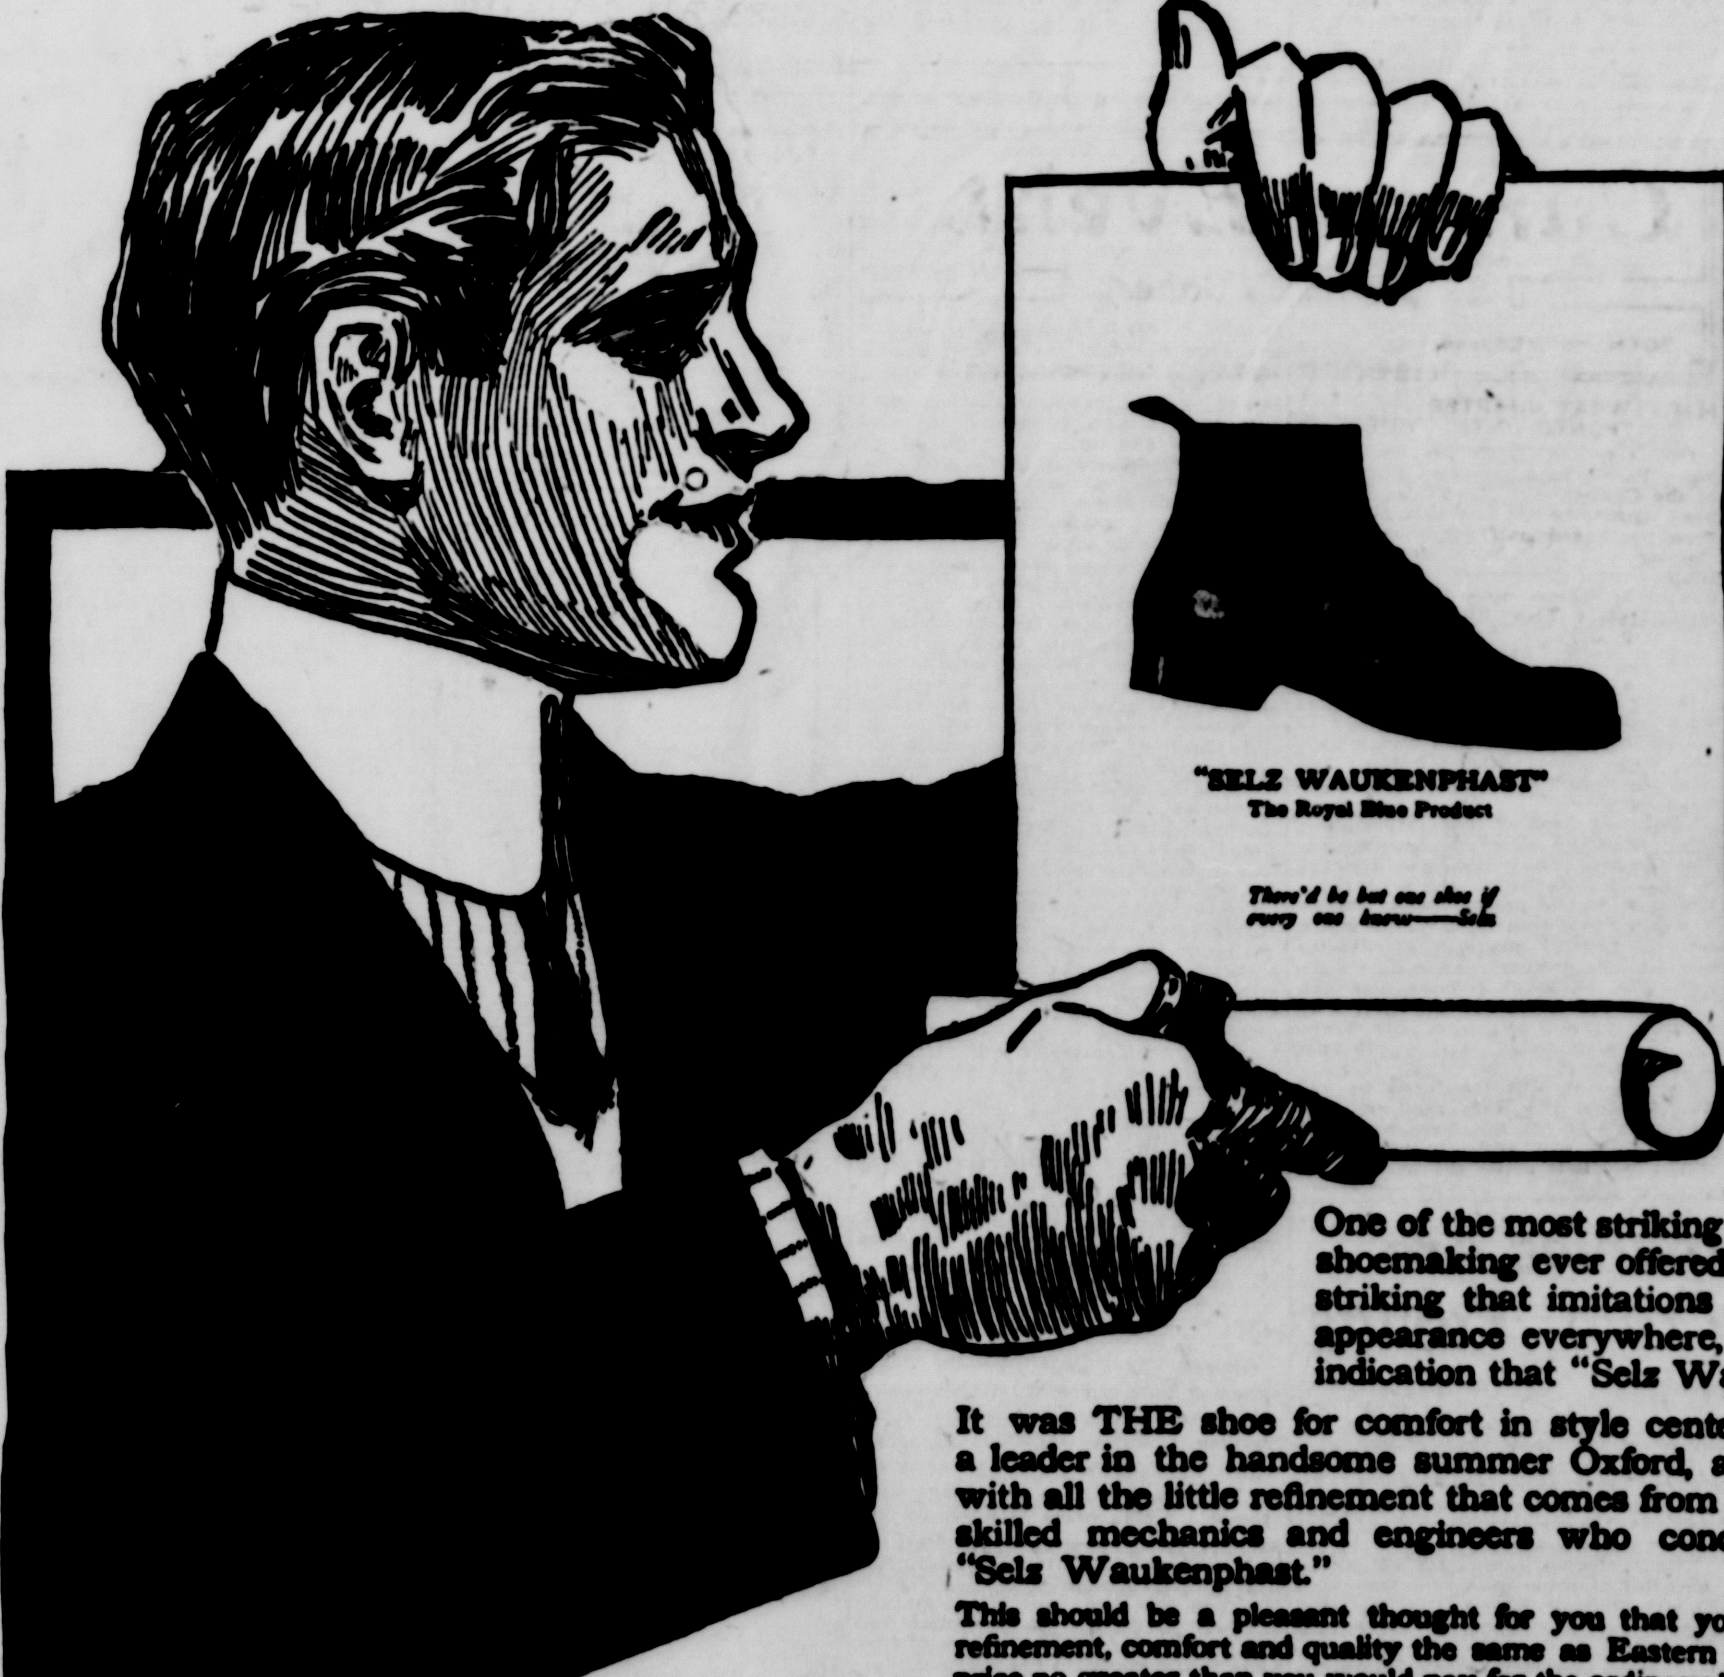 "SELZ WAUKENPHAST"
The Royal Blue Product
There'd be but one shoe if
every one knew——Selz
One of the most striking
shoemaking ever offered
striking that imitations
appearance everywhere,
indication that "Selz Wa
It was THE shoe for comfort in style cente
a leader in the handsome summer Oxford, a
with all the little refinement that comes from
skilled mechanics and engineers who conc
"Selz Waukenphast."
This should be a pleasant thought for you that yo
refinement, comfort and quality the same as Eastern